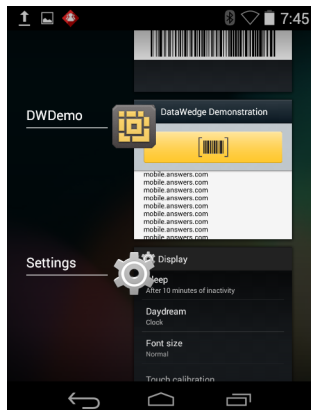 7:45
DWDemo
DataWedge Demonstration
mobile.answers.com
mobile.answers.com
mobile.answers.com
mobile.answers.com
mobile.answers.com
mobile.answers.com
mobile.answers.com
mobile.answers.com
mobile.answers.com
Settings
Display
After 10 minutes of inactivity
Daydream
Clock
Font size
Normal
Touch calibration